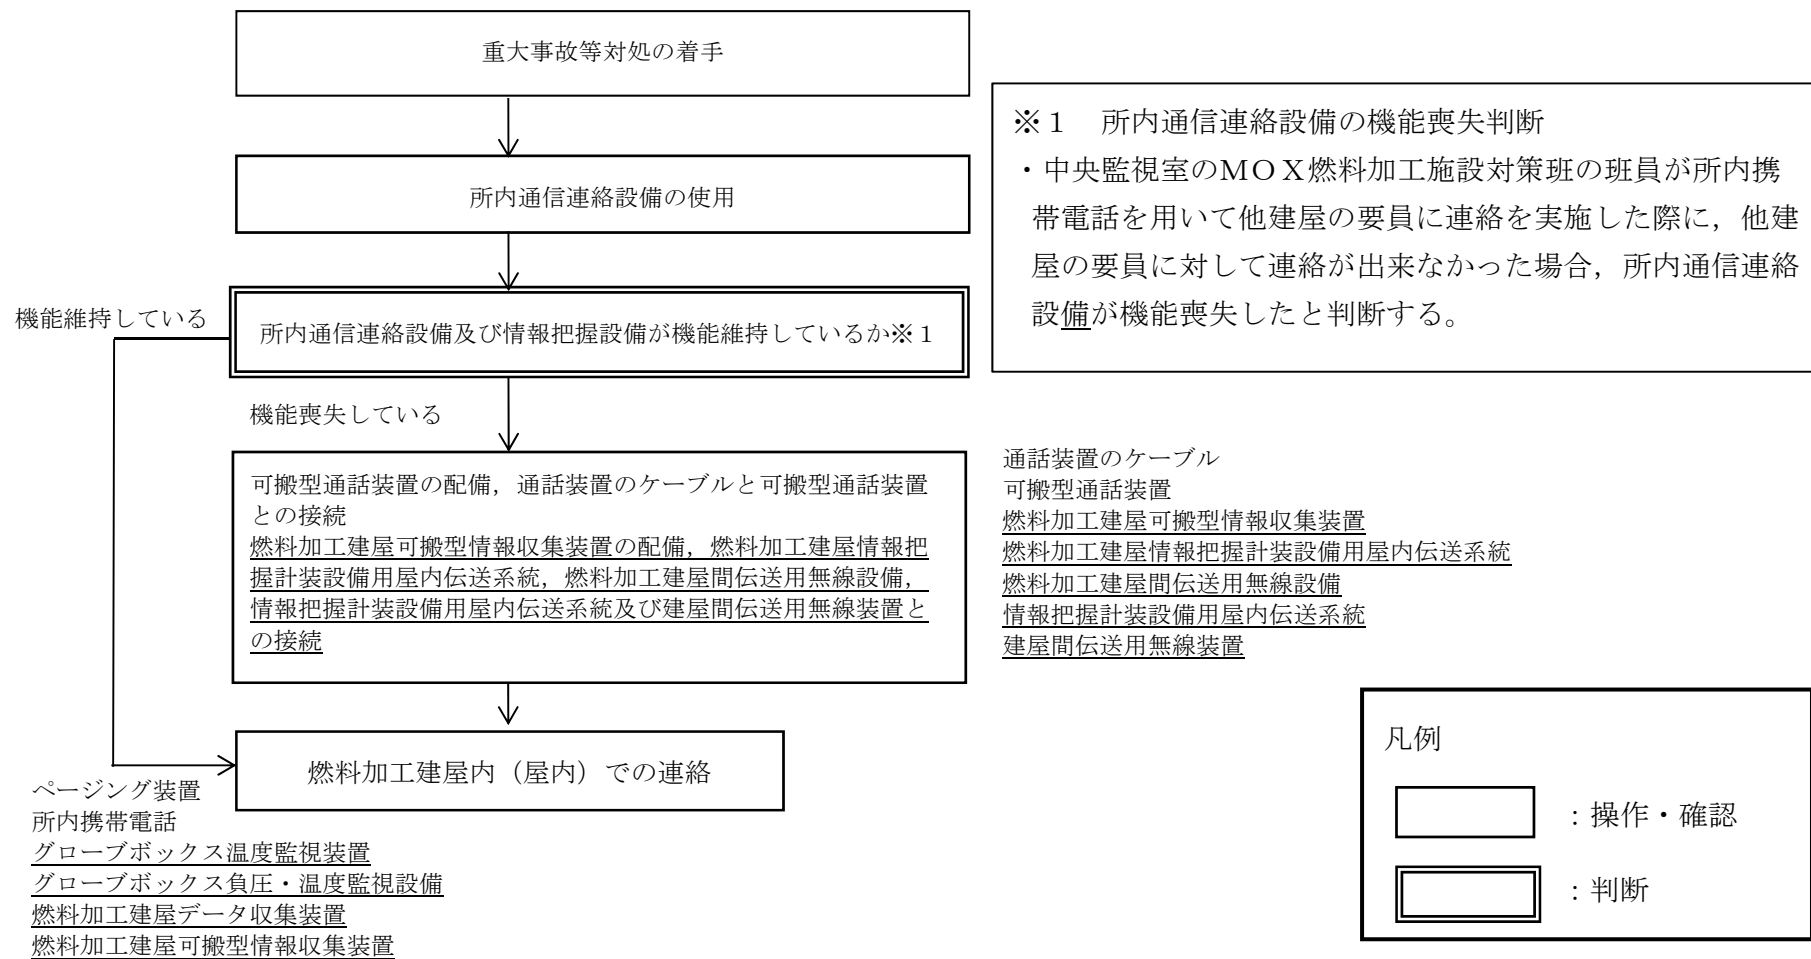 重大事故等対処の着手
所内通信連絡設備の使用
機能維持している
所内通信連絡設備及び情報把握設備が機能維持しているか※１
機能喪失している
可搬型通話装置の配備，通話装置のケーブルと可搬型通話装置
との接続
燃料加工建屋可搬型情報収集装置の配備，燃料加工建屋情報把
握計装設備用屋内伝送系統，燃料加工建屋間伝送用無線設備，
情報把握計装設備用屋内伝送系統及び建屋間伝送用無線装置と
の接続
燃料加工建屋内（屋内）での連絡
ページング装置
所内携帯電話
グローブボックス温度監視装置
グローブボックス負圧・温度監視設備
燃料加工建屋データ収集装置
燃料加工建屋可搬型情報収集装置
※１　所内通信連絡設備の機能喪失判断
・中央監視室のＭＯＸ燃料加工施設対策班の班員が所内携
帯電話を用いて他建屋の要員に連絡を実施した際に，他建
屋の要員に対して連絡が出来なかった場合，所内通信連絡
設備が機能喪失したと判断する。
通話装置のケーブル
可搬型通話装置
燃料加工建屋可搬型情報収集装置
燃料加工建屋情報把握計装設備用屋内伝送系統
燃料加工建屋間伝送用無線設備
情報把握計装設備用屋内伝送系統
建屋間伝送用無線装置
凡例
：操作・確認
：判断